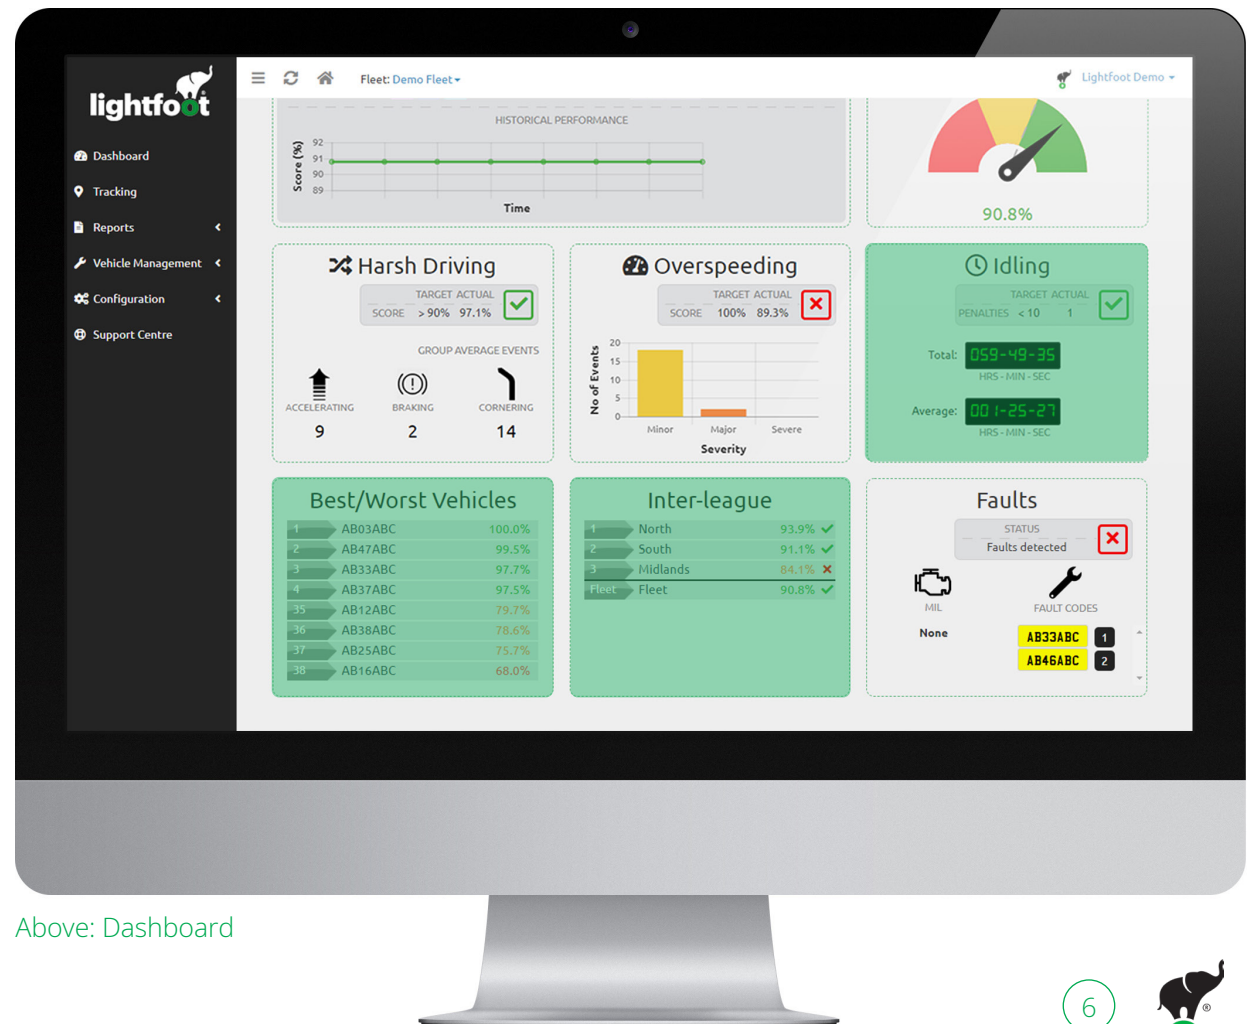 lightfoot
Fleet: Demo Fleet
Lightfoot Demo
Dashboard
Tracking
Reports
Vehicle Management
Configuration
Support Centre
HISTORICAL PERFORMANCE
Score (%)
92
91
90
89
Time
90.8%
Harsh Driving
TARGET ACTUAL
SCORE > 90% 97.1%
GROUP AVERAGE EVENTS
ACCELERATING BRAKING CORNERING
9 2 14
Overspeeding
TARGET ACTUAL
SCORE 100% 89.3%
No of Events
20
15
10
5
0
Minor Major Severe
Severity
Idling
TARGET ACTUAL
PENALTIES < 10 1
Total: 059-49-35
HRS - MIN - SEC
Average: 001-25-27
HRS - MIN - SEC
Best/Worst Vehicles
1 AB03ABC 100.0%
2 AB47ABC 99.5%
3 AB33ABC 97.7%
4 AB37ABC 97.5%
35 AB12ABC 79.7%
36 AB38ABC 78.6%
37 AB25ABC 75.7%
38 AB16ABC 68.0%
Inter-league
1 North 93.9%
2 South 91.1%
3 Midlands 84.1%
Fleet Fleet 90.8%
Faults
STATUS
Faults detected
MIL FAULT CODES
None
AB33ABC 1
AB46ABC 2
Above: Dashboard
6
®